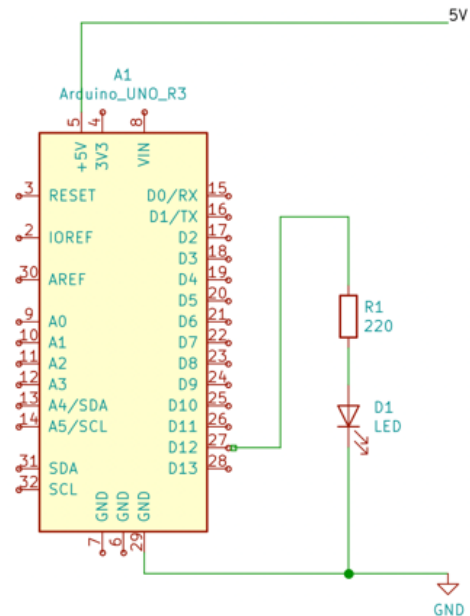 5V
A1
Arduino_UNO_R3
5
4
8
+5V
3V3
VIN
3 RESET
D0/RX 15
D1/TX 16
2 IOREF
D2 17
D3 18
30 AREF
D4 19
D5 20
9 A0
D6 21
10 A1
D7 22
11 A2
D8 23
12 A3
D9 24
13 A4/SDA
D10 25
14 A5/SCL
D11 26
D12 27
31 SDA
D13 28
32 SCL
GND
GND
GND
7
6
29
R1
220
D1
LED
GND